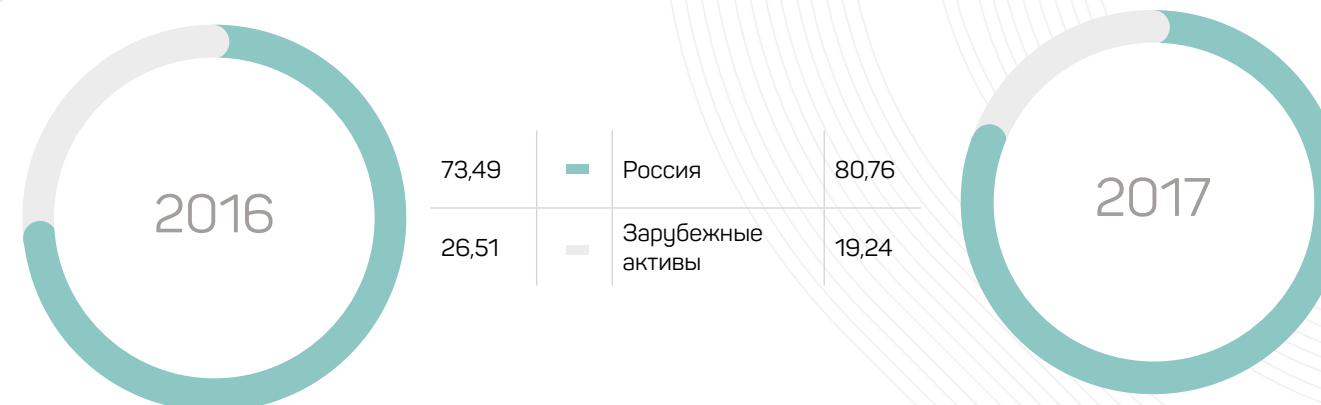 2016
73,49 Россия 80,76
26,51 Зарубежные
активы 19,24
2017